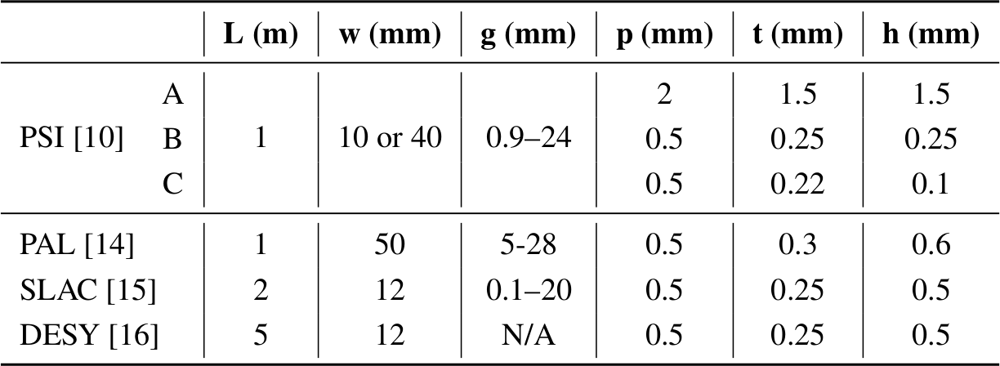 L (m) w (mm) g (mm) p (mm) t (mm) h (mm)
A 2 1.5 1.5
PSI [10] B 1 10 or 40 0.9–24 0.5 0.25 0.25
C 0.5 0.22 0.1
PAL [14] 1 50 5-28 0.5 0.3 0.6
SLAC [15] 2 12 0.1–20 0.5 0.25 0.5
DESY [16] 5 12 N/A 0.5 0.25 0.5